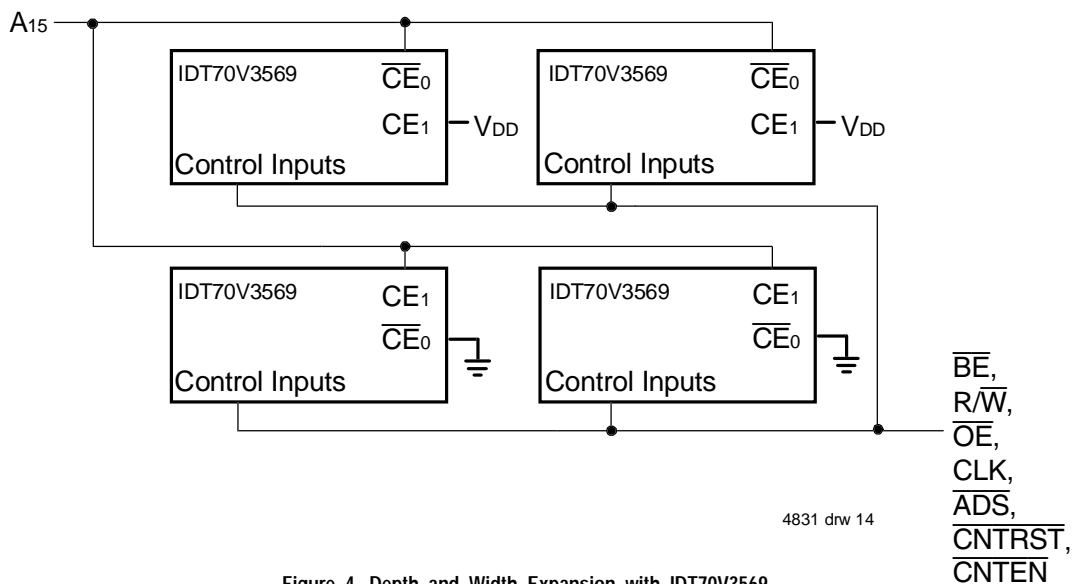 A15
IDT70V3569
CE0
CE1
VDD
Control Inputs
IDT70V3569
CE0
CE1
VDD
Control Inputs
IDT70V3569
CE1
CE0
Control Inputs
IDT70V3569
CE1
CE0
Control Inputs
BE,
R/W,
OE,
CLK,
ADS,
CNTRST,
CNTEN
4831 drw 14
Figure 4. Depth and Width Expansion with IDT70V3569